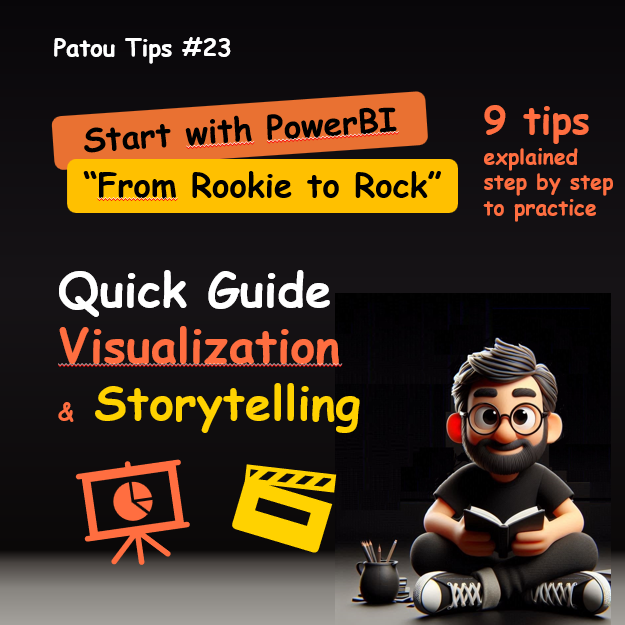 Patou Tips #23
Start with PowerBI
“From Rookie to Rock”
9 tips
explained
step by step
to practice
Quick Guide
Visualization
& Storytelling